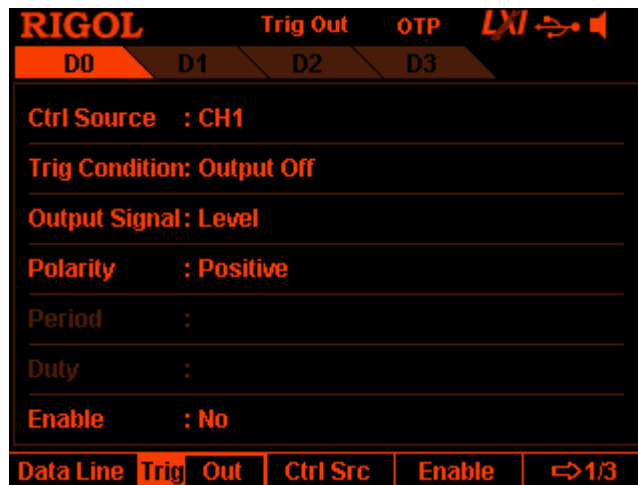 RIGOL Trig Out OTP LXI
D0 D1 D2 D3
Ctrl Source : CH1
Trig Condition: Output Off
Output Signal: Level
Polarity : Positive
Period :
Duty :
Enable : No
Data Line Trig Out Ctrl Src Enable ⇨1/3